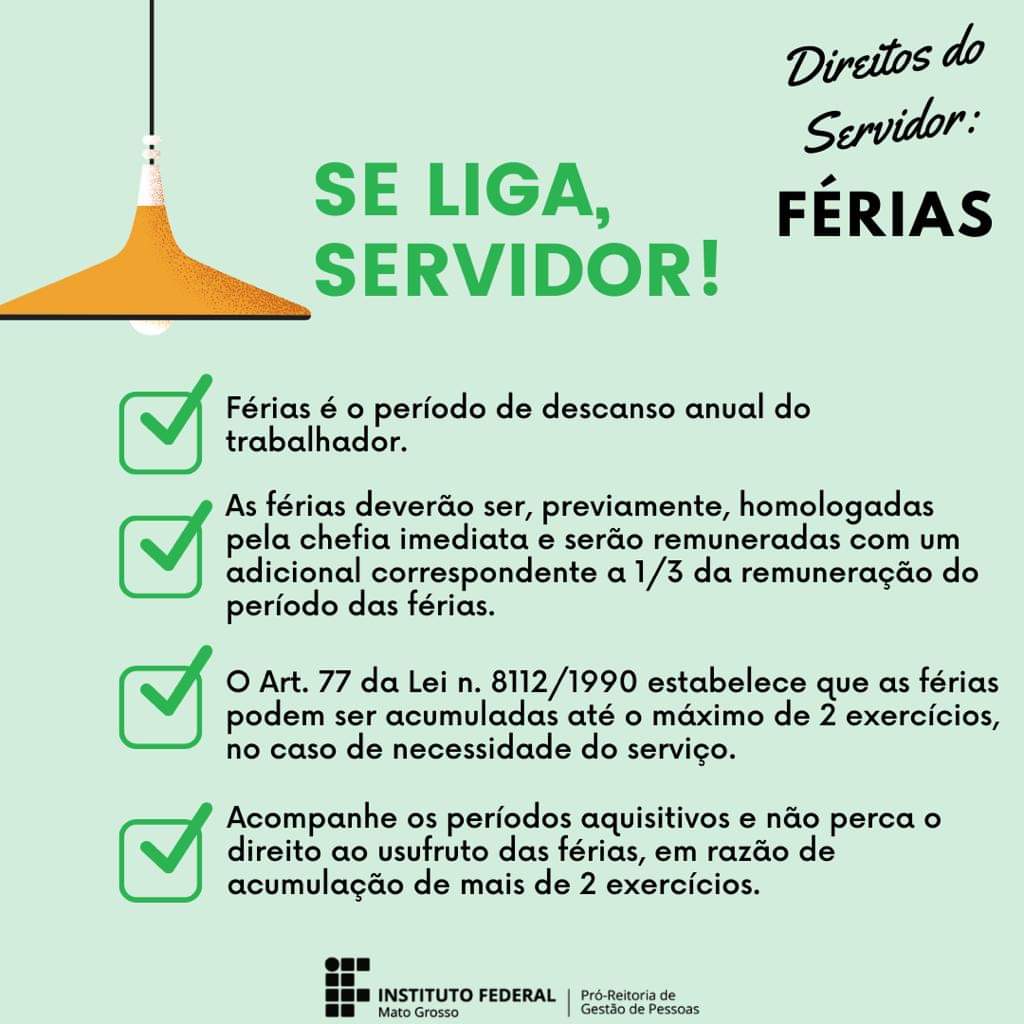 Direitos do
Servidor:
FÉRIAS
SE LIGA,
SERVIDOR!
Férias é o período de descanso anual do
trabalhador.
As férias deverão ser, previamente, homologadas
pela chefia imediata e serão remuneradas com um
adicional correspondente a 1/3 da remuneração do
período das férias.
O Art. 77 da Lei n. 8112/1990 estabelece que as férias
podem ser acumuladas até o máximo de 2 exercícios,
no caso de necessidade do serviço.
Acompanhe os períodos aquisitivos e não perca o
direito ao usufruto das férias, em razão de
acumulação de mais de 2 exercícios.
INSTITUTO FEDERAL
Mato Grosso
Pró-Reitoria de
Gestão de Pessoas